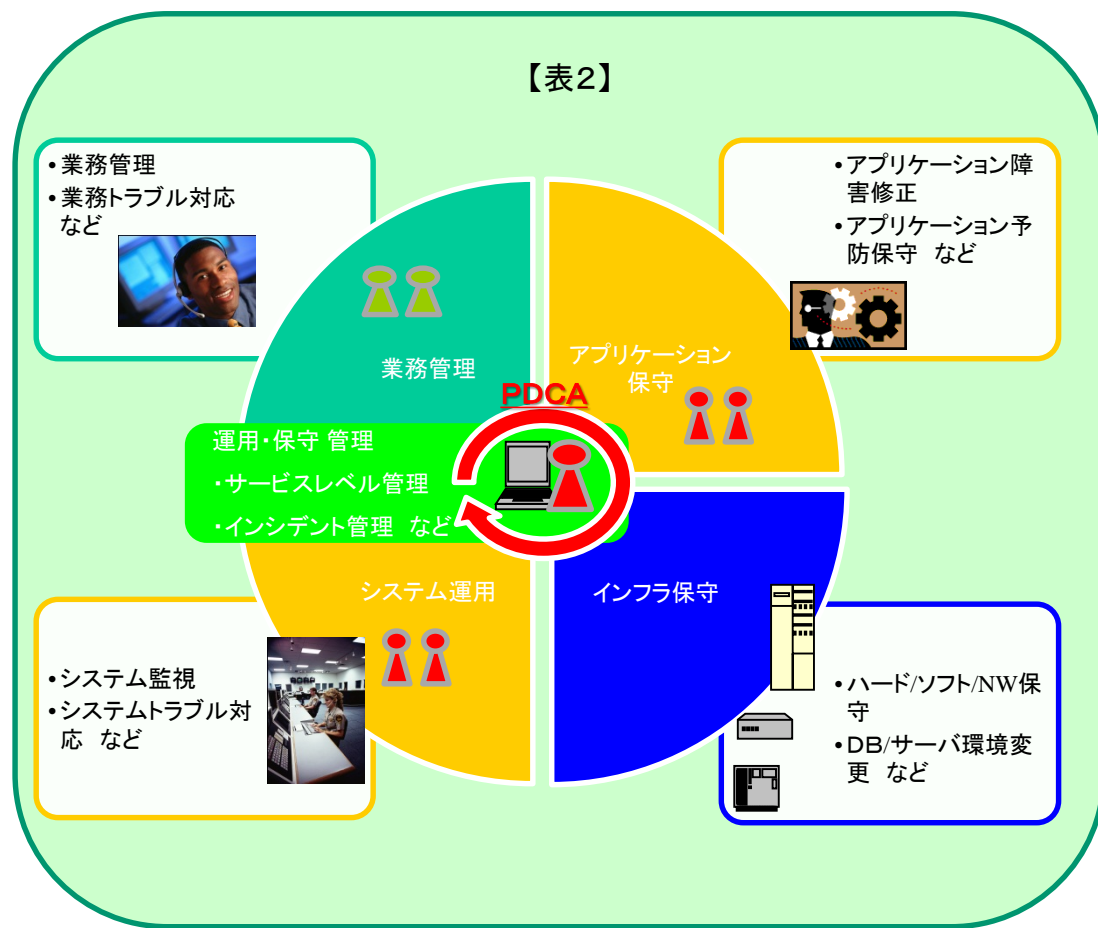 【表２】
•業務管理
•業務トラブル対応
など
•アプリケーション障
害修正
•アプリケーション予
防保守　など
業務管理
アプリケーション
保守
PDCA
運用・保守 管理
・サービスレベル管理
・インシデント管理　など
システム運用
インフラ保守
•システム監視
•システムトラブル対
応　など
•ハード/ソフト/NW保
守
•ＤＢ/サーバ環境変
更　など